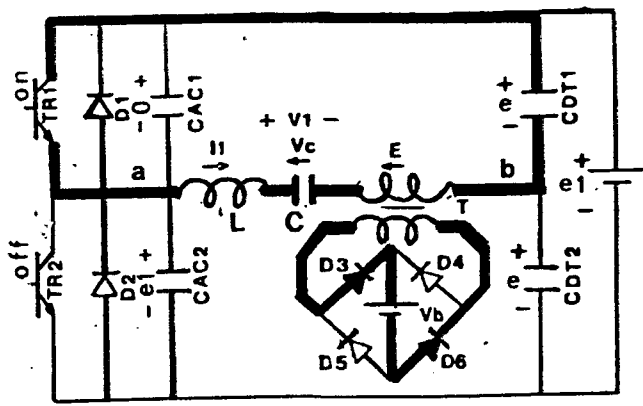 on
TR1
D1
+ 0 -
CAC1
+ V1 -
I1
Vc
E
a
b
L
C
T
+ e -
CDT1
+ e1 -
off
TR2
D2
+ e1 -
CAC2
+ e -
CDT2
D3
D4
Vb
D5
D6